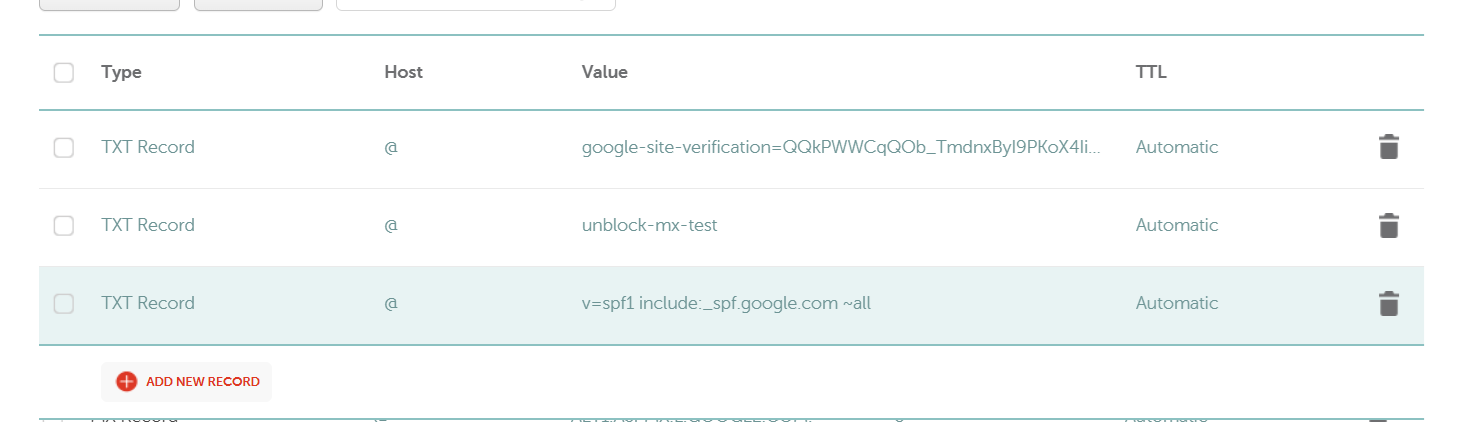 Type Host Value TTL
TXT Record @ google-site-verification=QQkPWWCqQOb_TmdnxByI9PKoX4Ii... Automatic
TXT Record @ unblock-mx-test Automatic
TXT Record @ v=spf1 include:_spf.google.com ~all Automatic
ADD NEW RECORD